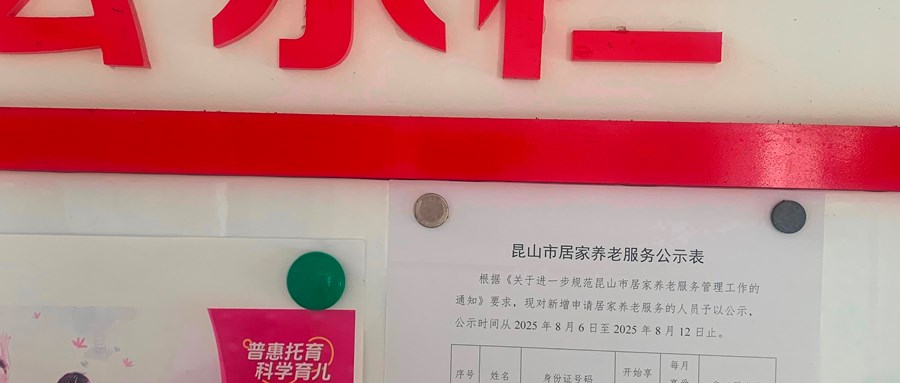 公示栏
昆山市居家养老服务公示表
根据《关于进一步规范昆山市居家养老服务管理工作的
通知》要求，现对新增申请居家养老服务的人员予以公示，
公示时间从 2025 年 8 月 6 日至 2025 年 8 月 12 日止。
序号 姓名 身份证号码 开始享 每月
普惠托育
科学育儿